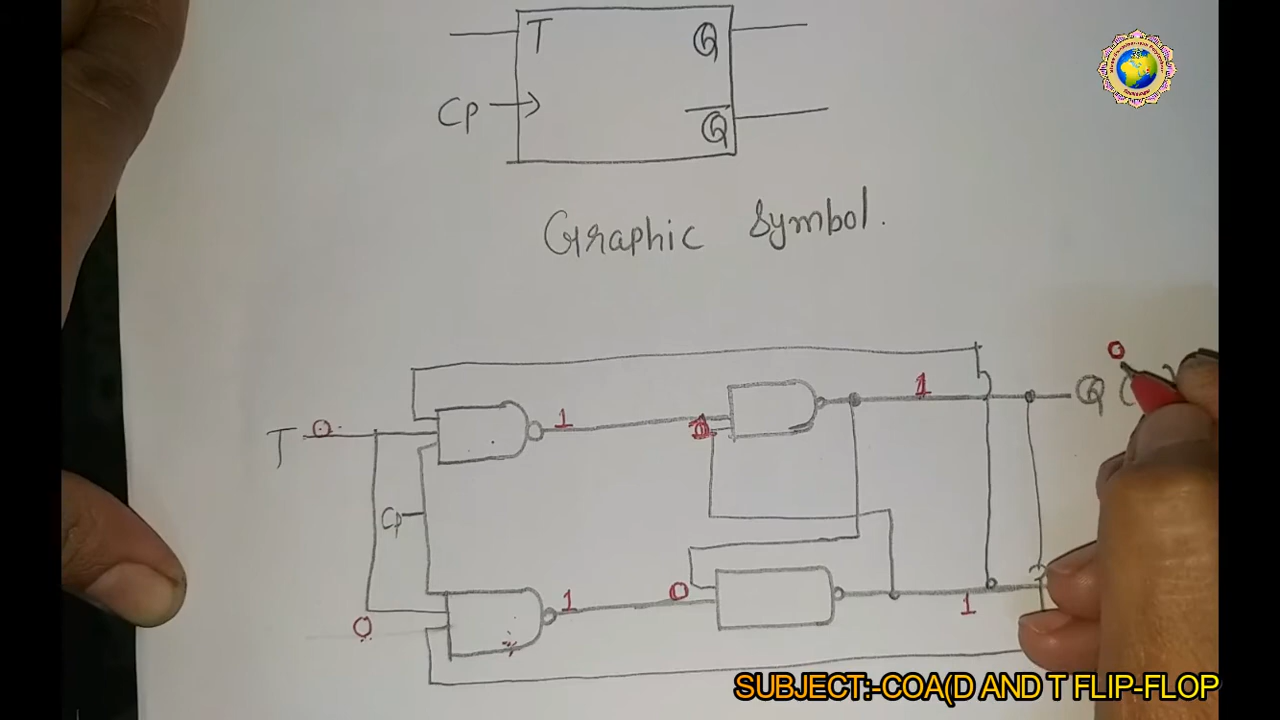 T Q
Cp Q
Graphic Symbol.
0
1
Q (
T 0 1
Cp
0 1 0 1
SUBJECT:-COA(D AND T FLIP-FLOP